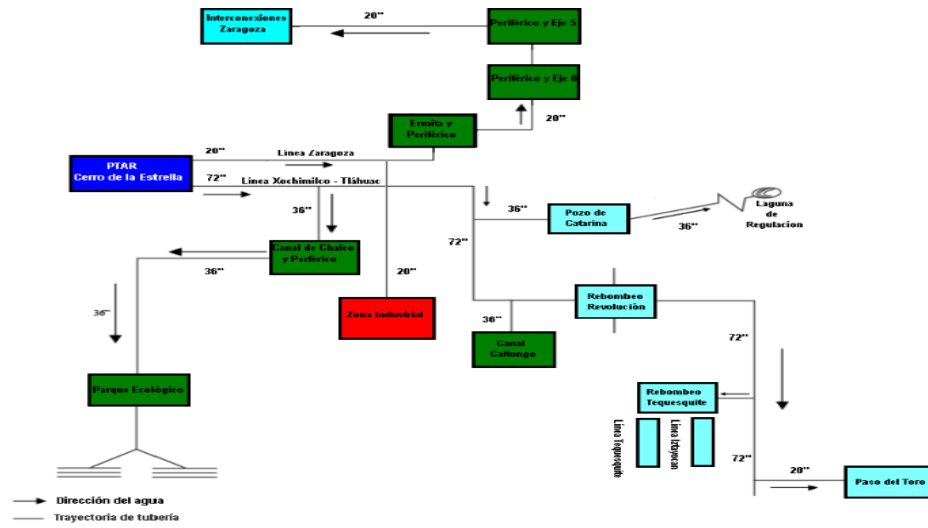 Interconexiones
Zaragoza
20"
Periférico y Eje 5
Periférico y Eje 6
20"
Ermita y
Periférico
PTAR
Cerro de la Estrella
20"
Linea Zaragoza
72"
Linea Xochimilco - Tláhuac
36"
36"
Pozo de
Catarina
36"
Laguna
de
Regulacion
72"
Canal de Chalco
y Periférico
36"
20"
36"
Zona Industrial
36"
Canal
Caltongo
Rebombeo
Revolución
72"
Parque Ecológico
Rebombeo
Tequesquite
Linea Tequesquite
72"
20"
Paso del Toro
Dirección del agua
Trayectoria de tubería